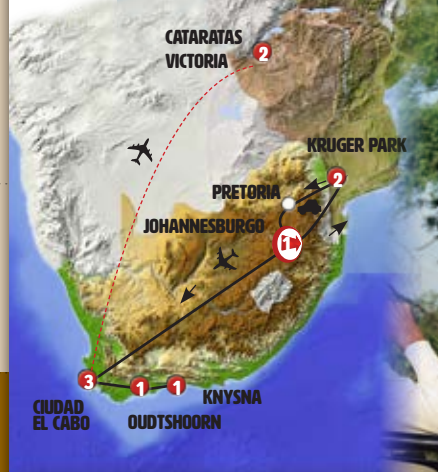 CATARATAS
VICTORIA
2
KRUGER PARK
2
PRETORIA
JOHANNESBURGO
1
3
1
1
KNYSNA
CIUDAD
EL CABO
OUDTSHOORN